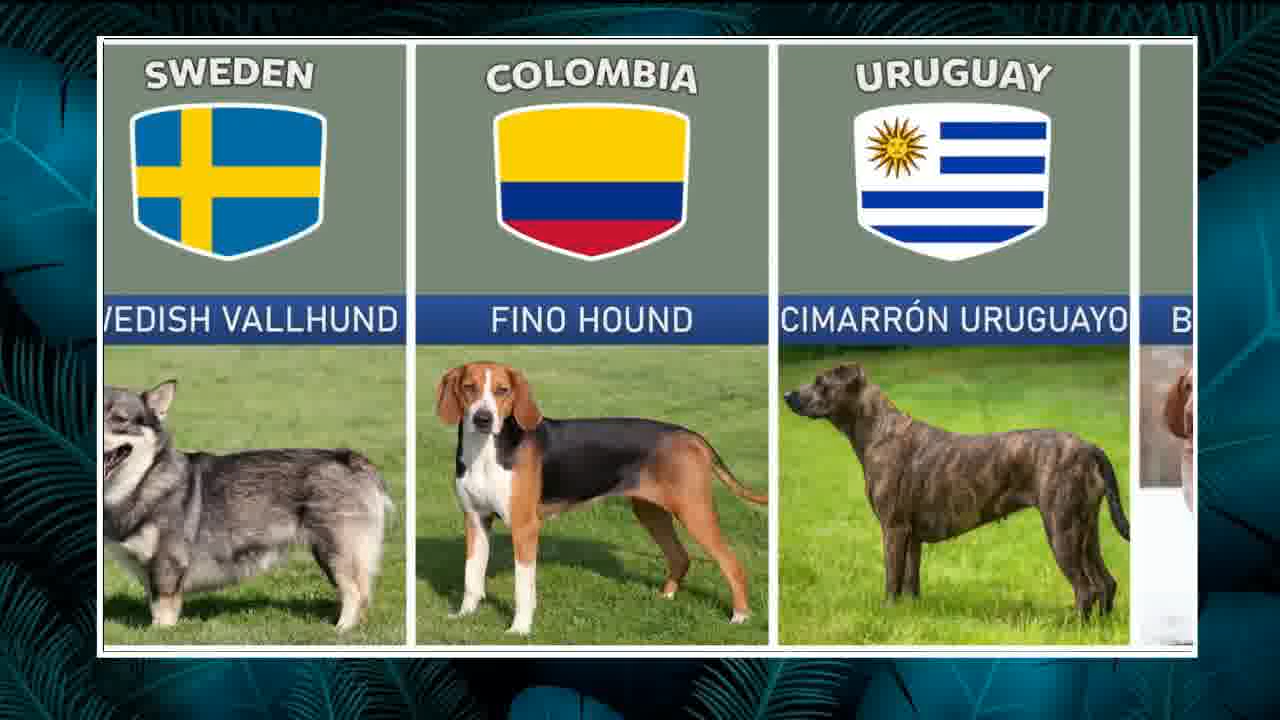 SWEDEN
COLOMBIA
URUGUAY
VEDISH VALLHUND
FINO HOUND
CIMARRÓN URUGUAYO
B